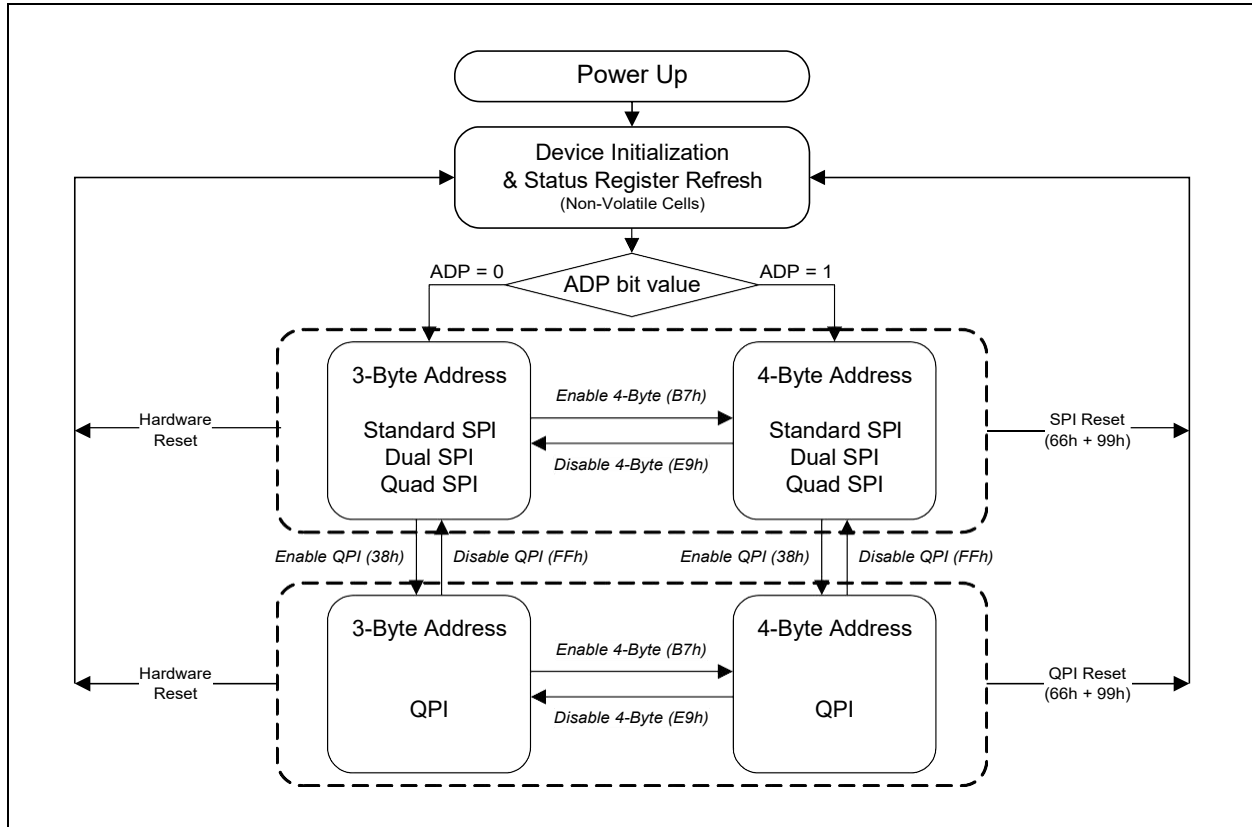 Power Up
Device Initialization
& Status Register Refresh
(Non-Volatile Cells)
ADP = 0
ADP bit value
ADP = 1
3-Byte Address
Standard SPI
Dual SPI
Quad SPI
Enable 4-Byte (B7h)
Disable 4-Byte (E9h)
4-Byte Address
Standard SPI
Dual SPI
Quad SPI
Hardware
Reset
SPI Reset
(66h + 99h)
Enable QPI (38h)
Disable QPI (FFh)
Enable QPI (38h)
Disable QPI (FFh)
3-Byte Address
QPI
Enable 4-Byte (B7h)
Disable 4-Byte (E9h)
4-Byte Address
QPI
Hardware
Reset
QPI Reset
(66h + 99h)